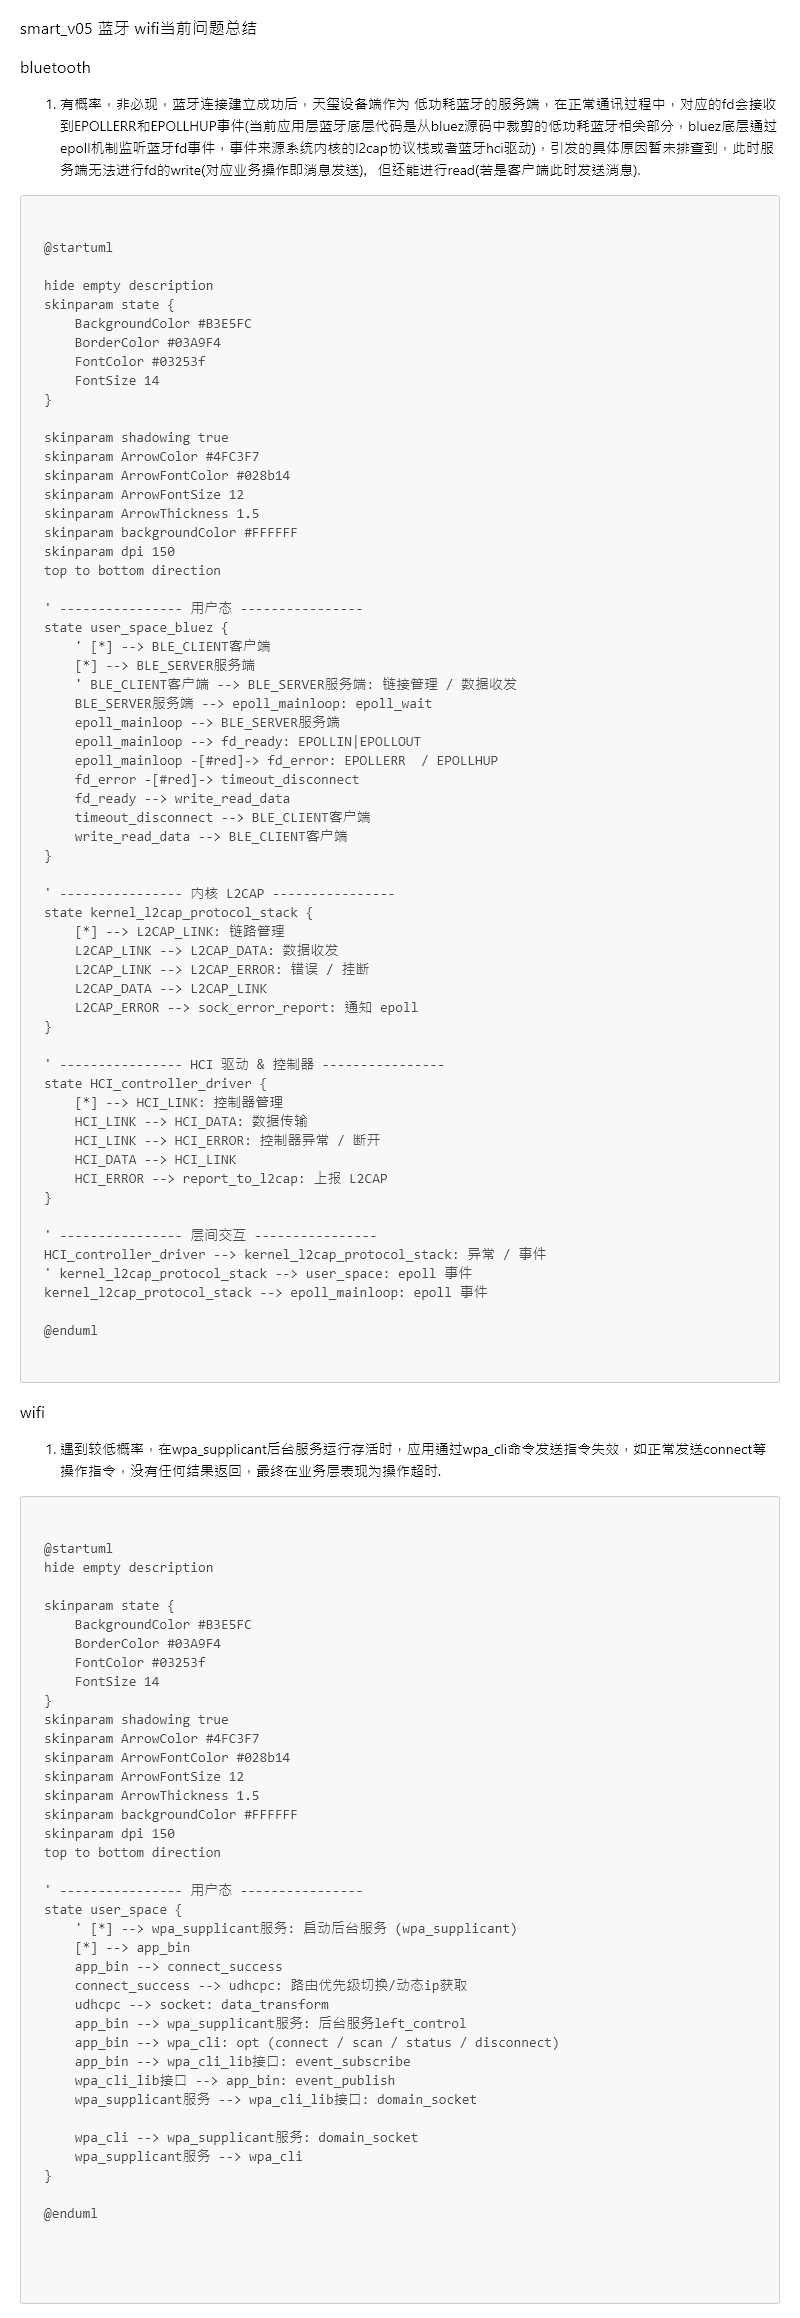 smart_v05 蓝牙 wifi当前问题总结
bluetooth
1. 有概率，非必现，蓝牙连接建立成功后，天玺设备端作为 低功耗蓝牙的服务端，在正常通讯过程中，对应的fd会接收
到EPOLLERR和EPOLLHUP事件(当前应用层蓝牙底层代码是从bluez源码中裁剪的低功耗蓝牙相关部分，bluez底层通过
epoll机制监听蓝牙fd事件，事件来源系统内核的l2cap协议栈或者蓝牙hci驱动)，引发的具体原因暂未排查到，此时服
务端无法进行fd的write(对应业务操作即消息发送)，但还能进行read(若是客户端此时发送消息).
@startuml
hide empty description
skinparam state {
    BackgroundColor #B3E5FC
    BorderColor #03A9F4
    FontColor #03253f
    FontSize 14
}
skinparam shadowing true
skinparam ArrowColor #4FC3F7
skinparam ArrowFontColor #028b14
skinparam ArrowFontSize 12
skinparam ArrowThickness 1.5
skinparam backgroundColor #FFFFFF
skinparam dpi 150
top to bottom direction
' ---------------- 用户态 ----------------
state user_space_bluez {
    ' [*] --> BLE_CLIENT客户端
    [*] --> BLE_SERVER服务端
    ' BLE_CLIENT客户端 --> BLE_SERVER服务端: 链接管理 / 数据收发
    BLE_SERVER服务端 --> epoll_mainloop: epoll_wait
    epoll_mainloop --> BLE_SERVER服务端
    epoll_mainloop --> fd_ready: EPOLLIN|EPOLLOUT
    epoll_mainloop -[#red]-> fd_error: EPOLLERR  / EPOLLHUP
    fd_error -[#red]-> timeout_disconnect
    fd_ready --> write_read_data
    timeout_disconnect --> BLE_CLIENT客户端
    write_read_data --> BLE_CLIENT客户端
}
' ---------------- 内核 L2CAP ----------------
state kernel_l2cap_protocol_stack {
    [*] --> L2CAP_LINK: 链路管理
    L2CAP_LINK --> L2CAP_DATA: 数据收发
    L2CAP_LINK --> L2CAP_ERROR: 错误 / 挂断
    L2CAP_DATA --> L2CAP_LINK
    L2CAP_ERROR --> sock_error_report: 通知 epoll
}
' ---------------- HCI 驱动 & 控制器 ----------------
state HCI_controller_driver {
    [*] --> HCI_LINK: 控制器管理
    HCI_LINK --> HCI_DATA: 数据传输
    HCI_LINK --> HCI_ERROR: 控制器异常 / 断开
    HCI_DATA --> HCI_LINK
    HCI_ERROR --> report_to_l2cap: 上报 L2CAP
}
' ---------------- 层间交互 ----------------
HCI_controller_driver --> kernel_l2cap_protocol_stack: 异常 / 事件
' kernel_l2cap_protocol_stack --> user_space: epoll 事件
kernel_l2cap_protocol_stack --> epoll_mainloop: epoll 事件
@enduml
wifi
1. 遇到较低概率，在wpa_supplicant后台服务运行存活时，应用通过wpa_cli命令发送指令失效，如正常发送connect等
操作指令，没有任何结果返回，最终在业务层表现为操作超时.
@startuml
hide empty description
skinparam state {
    BackgroundColor #B3E5FC
    BorderColor #03A9F4
    FontColor #03253f
    FontSize 14
}
skinparam shadowing true
skinparam ArrowColor #4FC3F7
skinparam ArrowFontColor #028b14
skinparam ArrowFontSize 12
skinparam ArrowThickness 1.5
skinparam backgroundColor #FFFFFF
skinparam dpi 150
top to bottom direction
' ---------------- 用户态 ----------------
state user_space {
    ' [*] --> wpa_supplicant服务: 启动后台服务 (wpa_supplicant)
    [*] --> app_bin
    app_bin --> connect_success
    connect_success --> udhcpc: 路由优先级切换/动态ip获取
    udhcpc --> socket: data_transform
    app_bin --> wpa_supplicant服务: 后台服务left_control
    app_bin --> wpa_cli: opt (connect / scan / status / disconnect)
    app_bin --> wpa_cli_lib接口: event_subscribe
    wpa_cli_lib接口 --> app_bin: event_publish
    wpa_supplicant服务 --> wpa_cli_lib接口: domain_socket
    wpa_cli --> wpa_supplicant服务: domain_socket
    wpa_supplicant服务 --> wpa_cli
}
@enduml